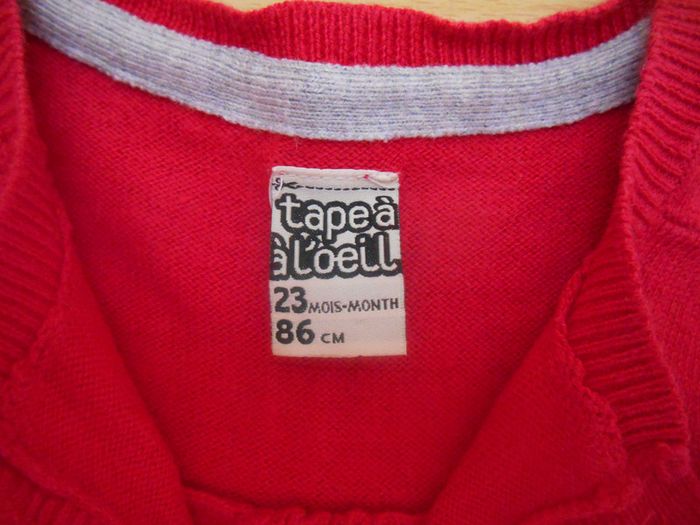 tape à
à l'oeil
23 MOIS-MONTH
86 CM